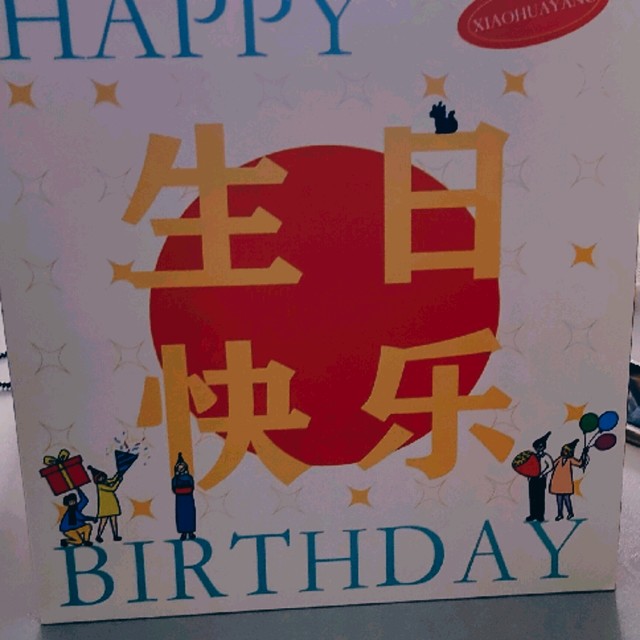 HAPPY
XIAOHUAYANG
生日
快乐
BIRTHDAY